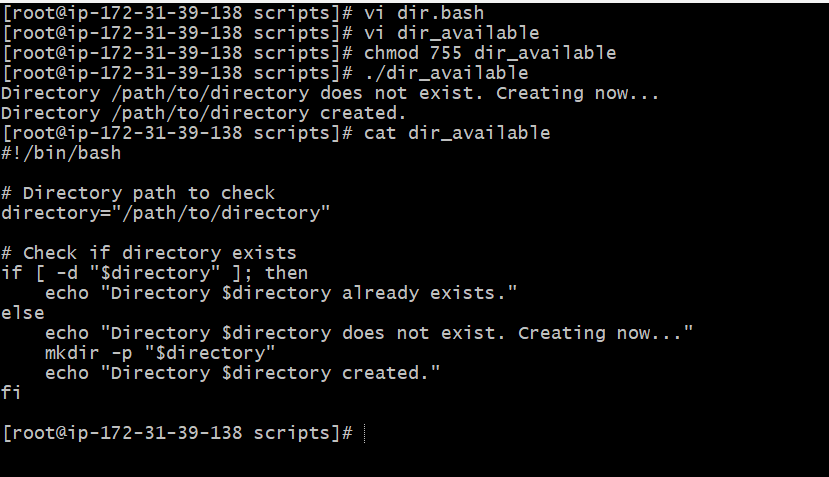 [root@ip-172-31-39-138 scripts]# vi dir.bash
[root@ip-172-31-39-138 scripts]# vi dir_available
[root@ip-172-31-39-138 scripts]# chmod 755 dir_available
[root@ip-172-31-39-138 scripts]# ./dir_available
Directory /path/to/directory does not exist. Creating now...
Directory /path/to/directory created.
[root@ip-172-31-39-138 scripts]# cat dir_available
#!/bin/bash

# Directory path to check
directory="/path/to/directory"

# Check if directory exists
if [ -d "$directory" ]; then
    echo "Directory $directory already exists."
else
    echo "Directory $directory does not exist. Creating now..."
    mkdir -p "$directory"
    echo "Directory $directory created."
fi

[root@ip-172-31-39-138 scripts]#